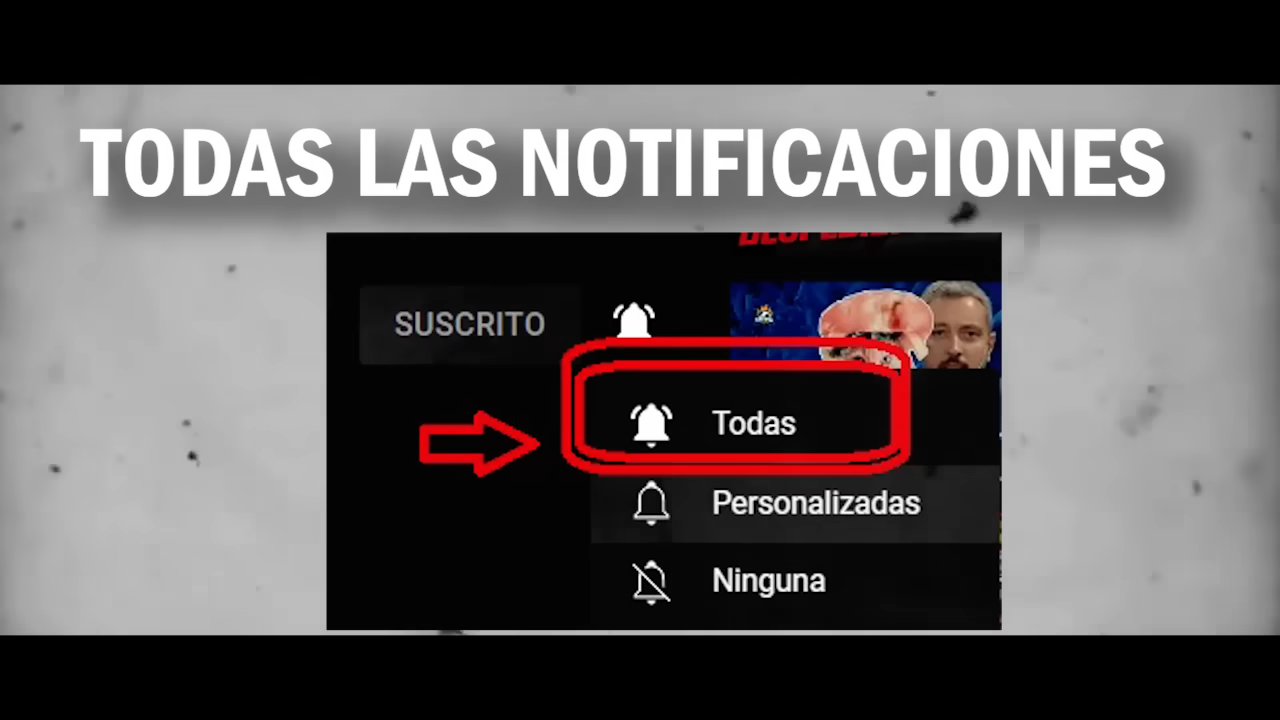 TODAS LAS NOTIFICACIONES
SUSCRITO
Todas
Personalizadas
Ninguna